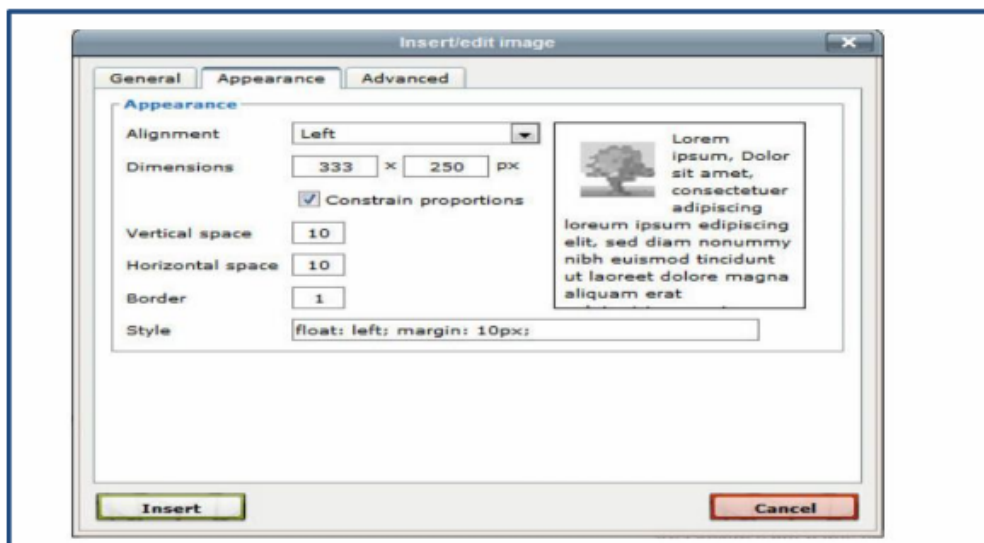 Insert/edit image
General Appearance Advanced
Appearance
Alignment Left
Dimensions 333 x 250 px
Constrain proportions
Vertical space 10
Horizontal space 10
Border 1
Style float: left; margin: 10px;
Lorem
ipsum, Dolor
sit amet,
consectetuer
adipiscing
loreum ipsum edipiscing
elit, sed diam nonummy
nibh euismod tincidunt
ut laoreet dolore magna
aliquam erat
Insert Cancel